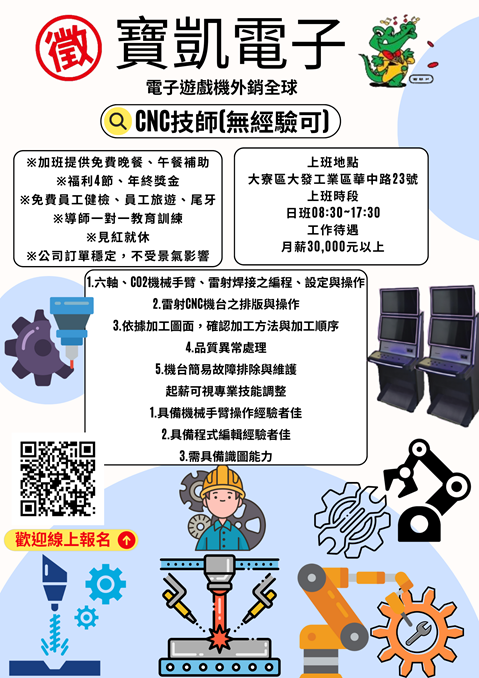 徵
寶凱電子
電子遊戲機外銷全球
CNC技師(無經驗可)
※加班提供免費晚餐、午餐補助
※福利4節、年終獎金
※免費員工健檢、員工旅遊、尾牙
※導師一對一教育訓練
※見紅就休
※公司訂單穩定，不受景氣影響
上班地點
大寮區大發工業區華中路23號
上班時段
日班08:30~17:30
工作待遇
月薪30,000元以上
1.六軸、CO2機械手臂、雷射焊接之編程、設定與操作
2.雷射CNC機台之排版與操作
3.依據加工圖面，確認加工方法與加工順序
4.品質異常處理
5.機台簡易故障排除與維護
起薪可視專業技能調整
1.具備機械手臂操作經驗者佳
2.具備程式編輯經驗者佳
3.需具備識圖能力
歡迎線上報名